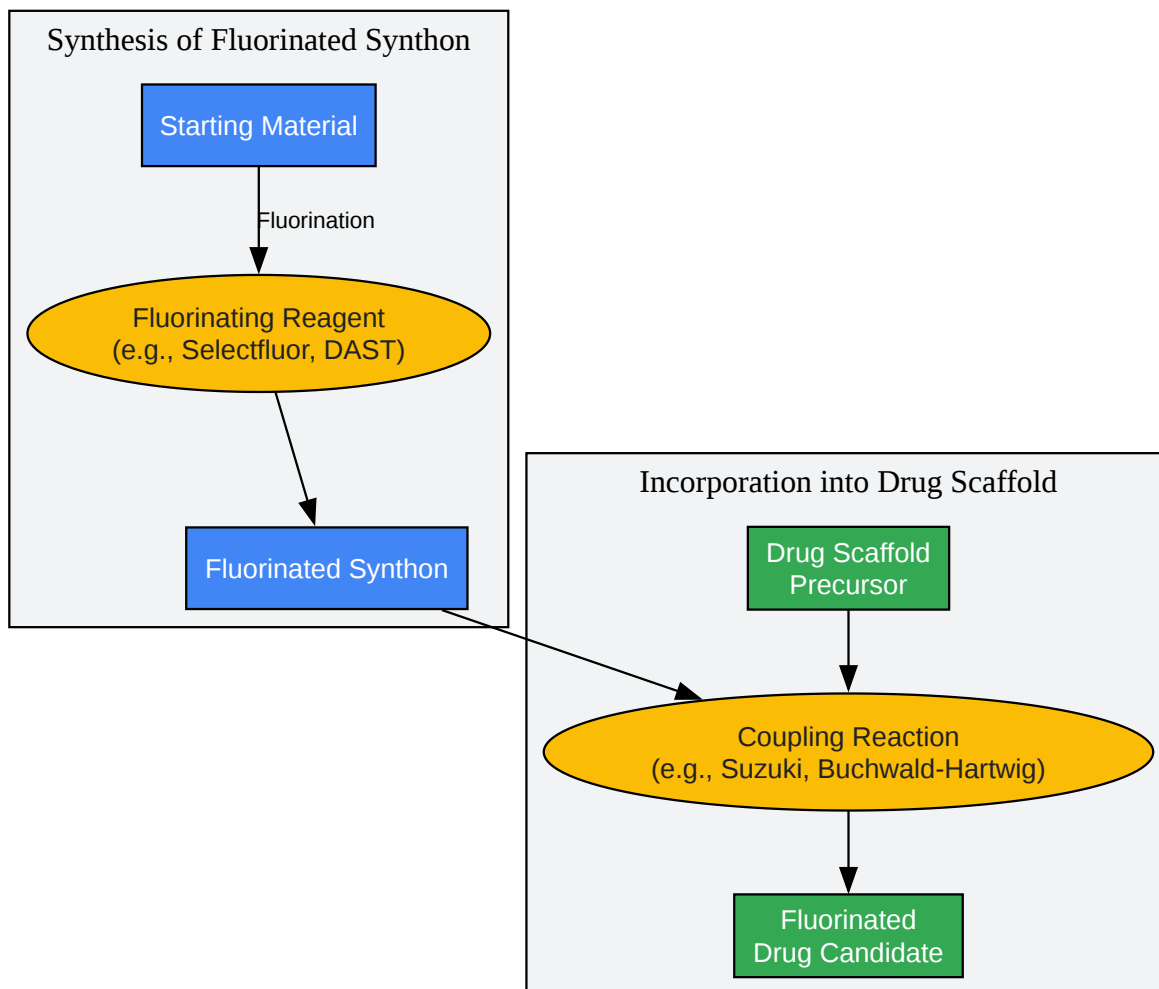 Synthesis of Fluorinated Synthon
Starting Material
Fluorination
Fluorinating Reagent
(e.g., Selectfluor, DAST)
Fluorinated Synthon
Incorporation into Drug Scaffold
Drug Scaffold
Precursor
Coupling Reaction
(e.g., Suzuki, Buchwald-Hartwig)
Fluorinated
Drug Candidate